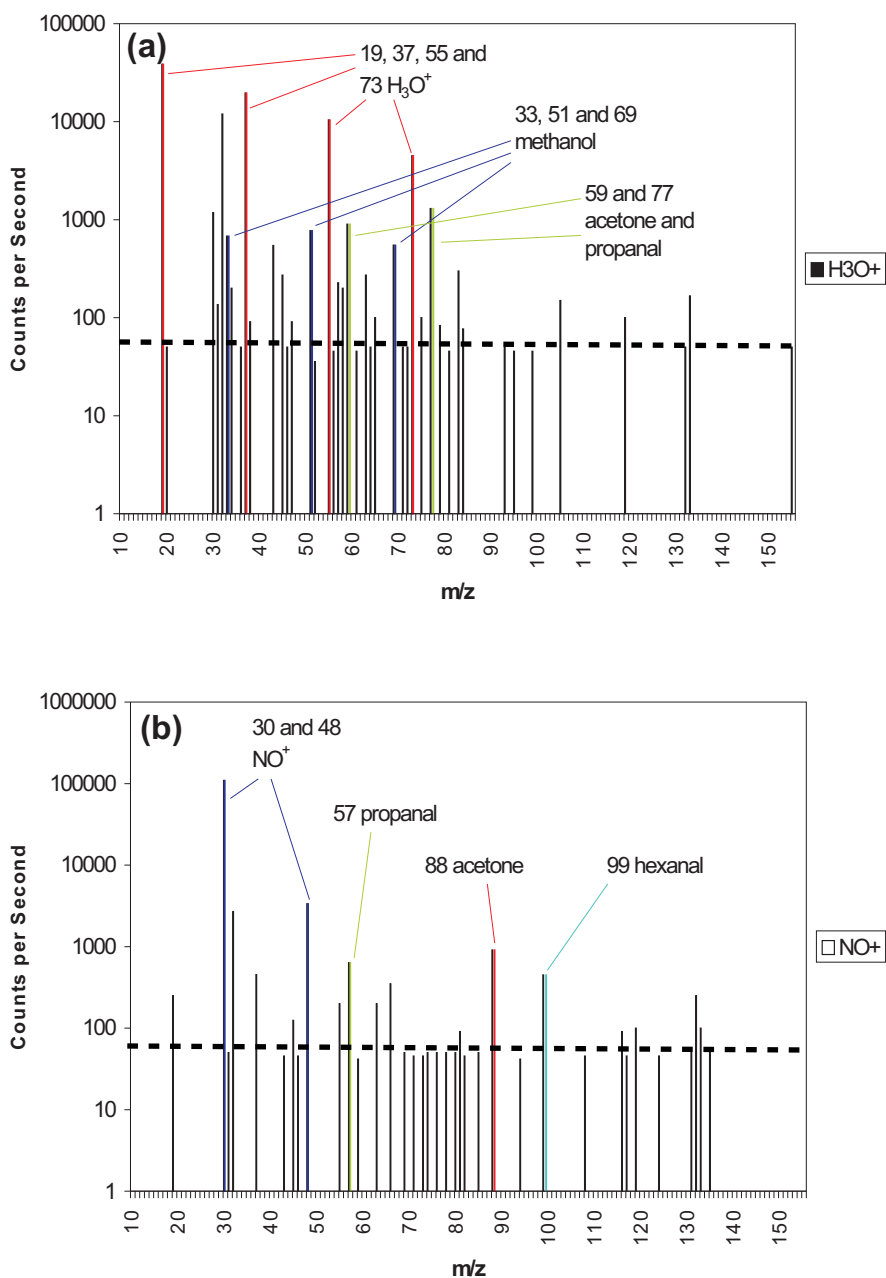 (a)
100000
10000
1000
100
10
1
Counts per Second
19, 37, 55 and
73 H₃O⁺
33, 51 and 69
methanol
59 and 77
acetone and
propanal
H3O+
10 20 30 40 50 60 70 80 90 100 110 120 130 140 150
m/z
(b)
1000000
100000
10000
1000
100
10
1
Counts per Second
30 and 48
NO⁺
57 propanal
88 acetone
99 hexanal
NO+
10 20 30 40 50 60 70 80 90 100 110 120 130 140 150
m/z